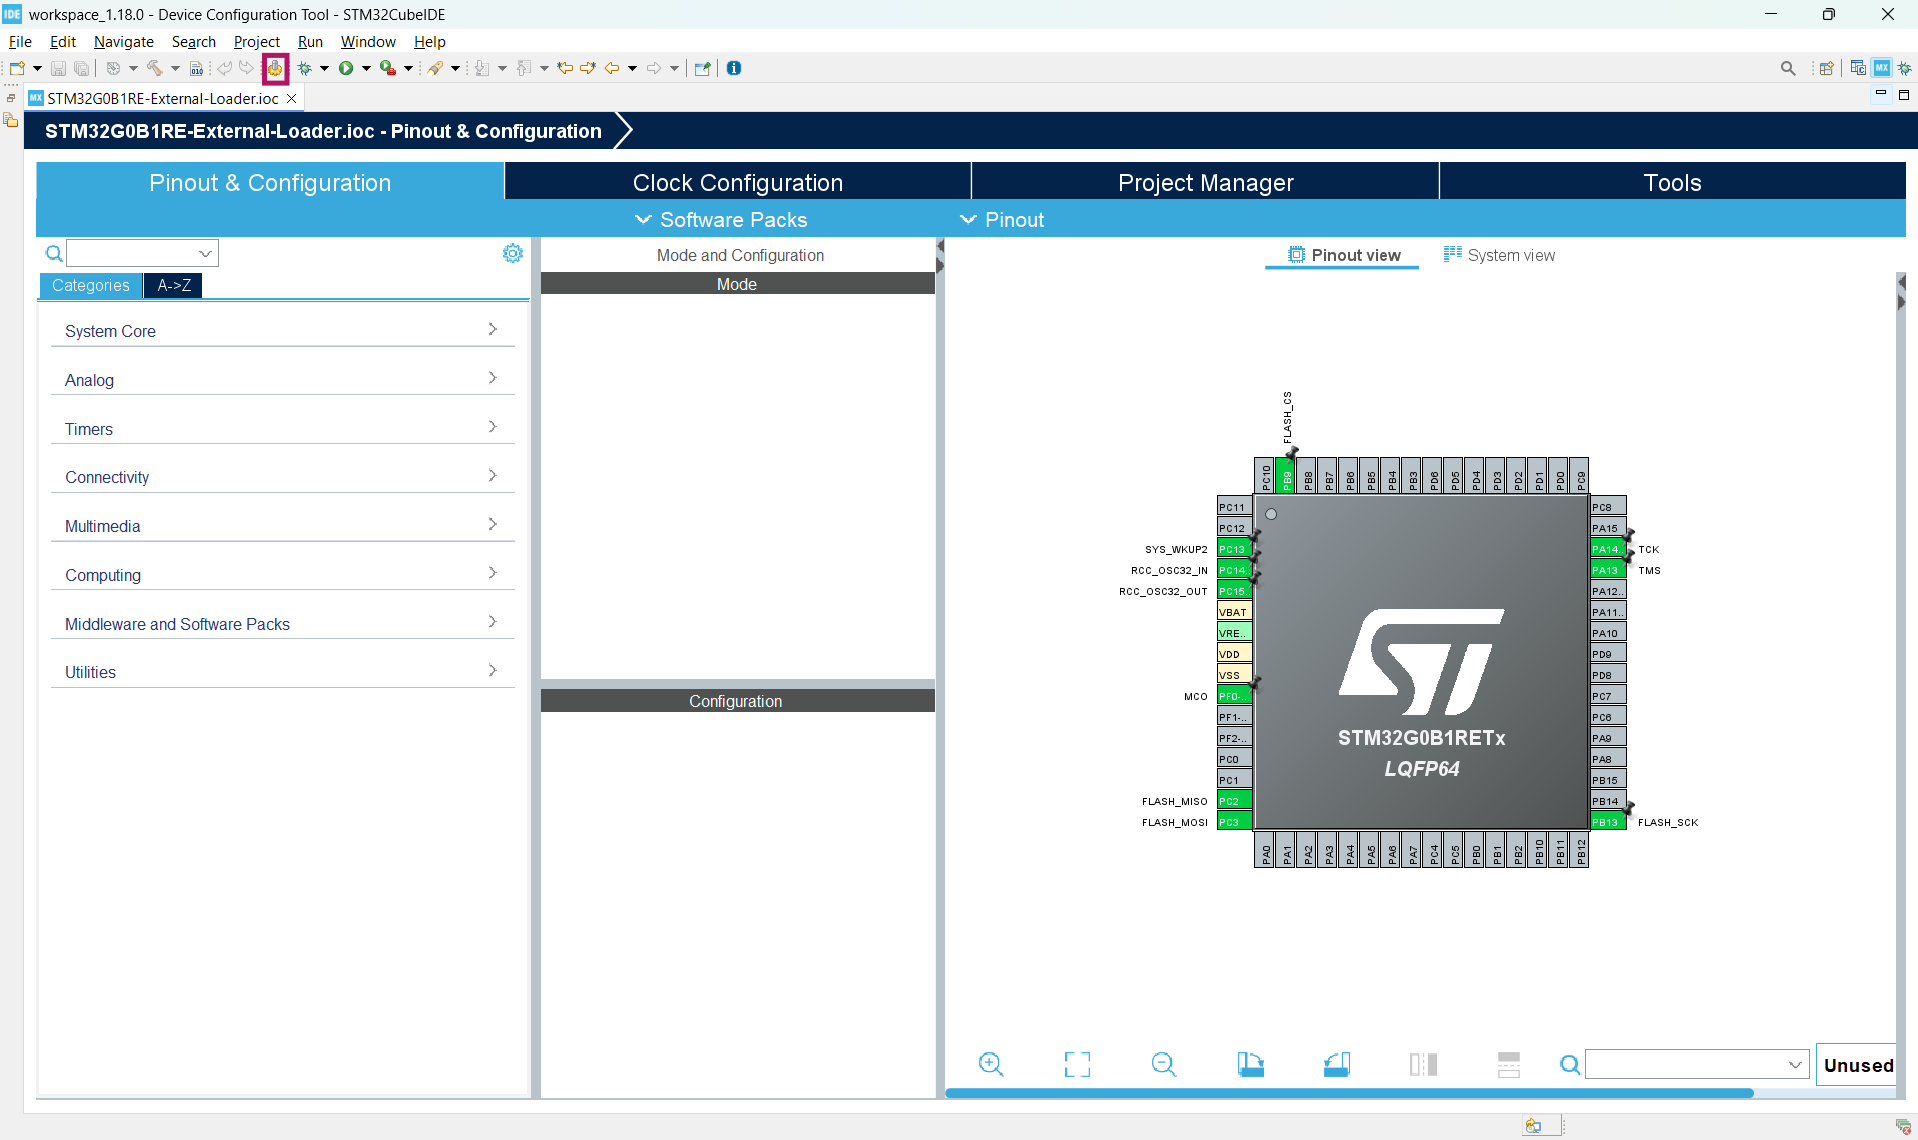 IDE workspace_1.18.0 - Device Configuration Tool - STM32CubeIDE
File Edit Navigate Search Project Run Window Help
010
MX
MX STM32G0B1RE-External-Loader.ioc
STM32G0B1RE-External-Loader.ioc - Pinout & Configuration
Pinout & Configuration Clock Configuration Project Manager Tools
Software Packs Pinout
Mode and Configuration
Pinout view System view
Categories A->Z
Mode
System Core
Analog
Timers
Connectivity
Multimedia
Computing
Middleware and Software Packs
Utilities
Configuration
FLASH_CS
PC10 PB9 PB8 PB7 PB6 PB5 PB4 PB3 PD6 PD5 PD4 PD3 PD2 PD1 PD0 PC9
PC11 PC8
PC12 PA15
SYS_WKUP2 PC13 PA14.. TCK
RCC_OSC32_IN PC14.. PA13 TMS
RCC_OSC32_OUT PC15.. PA12..
VBAT PA11..
VRE.. PA10
VDD PD9
VSS PD8
MCO PF0-.. PC7
PF1-.. PC6
PF2-.. PA9
PC0 PA8
PC1 PB15
FLASH_MISO PC2 PB14
FLASH_MOSI PC3 PB13 FLASH_SCK
ST
STM32G0B1RETx
LQFP64
PA0 PA1 PA2 PA3 PA4 PA5 PA6 PA7 PC4 PC5 PB0 PB1 PB2 PB10 PB11 PB12
Unused